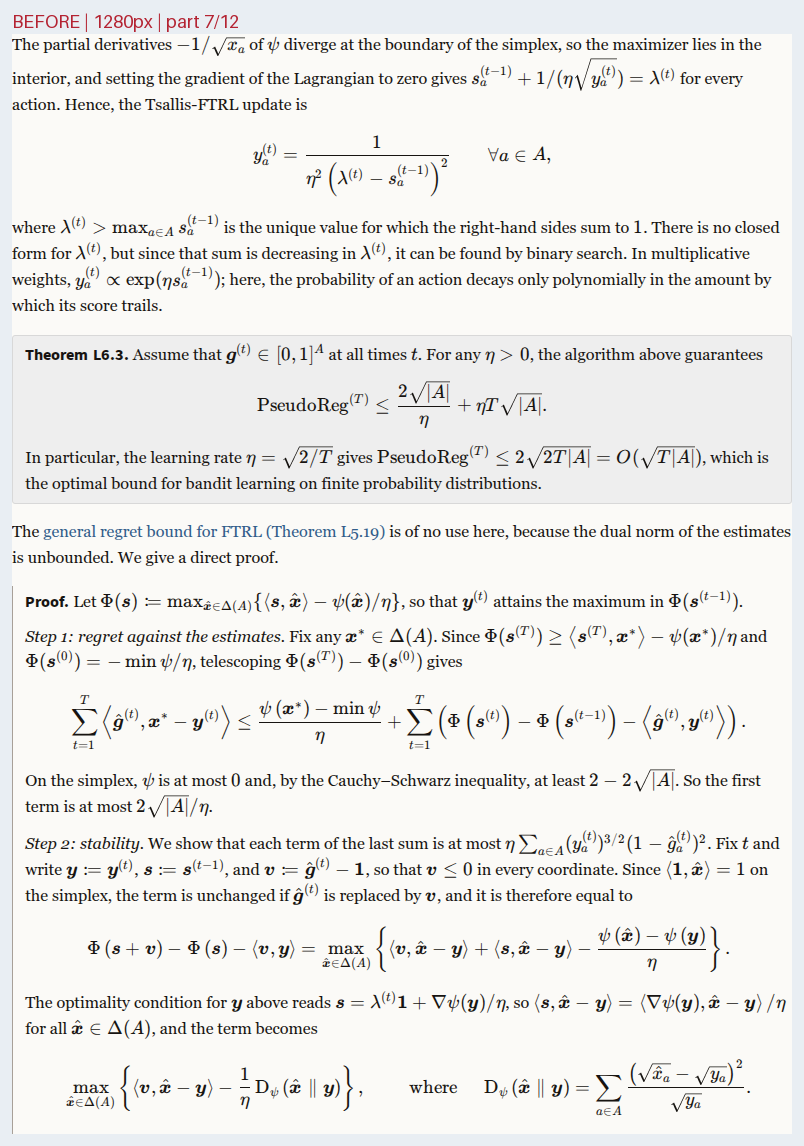 BEFORE | 1280px | part 7/12
The partial derivatives −1/√x_a of ψ diverge at the boundary of the simplex, so the maximizer lies in the
interior, and setting the gradient of the Lagrangian to zero gives s_a^{(t−1)} + 1/(η√(y_a^{(t)})) = λ^{(t)} for every
action. Hence, the Tsallis-FTRL update is
y_a^{(t)} = 1 / (η² (λ^{(t)} − s_a^{(t−1)})²) ∀a ∈ A,
where λ^{(t)} > max_{a∈A} s_a^{(t−1)} is the unique value for which the right-hand sides sum to 1. There is no closed
form for λ^{(t)}, but since that sum is decreasing in λ^{(t)}, it can be found by binary search. In multiplicative
weights, y_a^{(t)} ∝ exp(ηs_a^{(t−1)}); here, the probability of an action decays only polynomially in the amount by
which its score trails.
Theorem L6.3. Assume that g^{(t)} ∈ [0, 1]^A at all times t. For any η > 0, the algorithm above guarantees
PseudoReg^{(T)} ≤ 2√|A| / η + ηT√|A|.
In particular, the learning rate η = √(2/T) gives PseudoReg^{(T)} ≤ 2√(2T|A|) = O(√(T|A|)), which is
the optimal bound for bandit learning on finite probability distributions.
The general regret bound for FTRL (Theorem L5.19) is of no use here, because the dual norm of the estimates
is unbounded. We give a direct proof.
Proof. Let Φ(s) := max_{x̂∈Δ(A)}{⟨s, x̂⟩ − ψ(x̂)/η}, so that y^{(t)} attains the maximum in Φ(s^{(t−1)}).
Step 1: regret against the estimates. Fix any x* ∈ Δ(A). Since Φ(s^{(T)}) ≥ ⟨s^{(T)}, x*⟩ − ψ(x*)/η and
Φ(s^{(0)}) = − min ψ/η, telescoping Φ(s^{(T)}) − Φ(s^{(0)}) gives
∑_{t=1}^{T} ⟨ĝ^{(t)}, x* − y^{(t)}⟩ ≤ (ψ(x*) − min ψ) / η + ∑_{t=1}^{T} (Φ(s^{(t)}) − Φ(s^{(t−1)}) − ⟨ĝ^{(t)}, y^{(t)}⟩).
On the simplex, ψ is at most 0 and, by the Cauchy–Schwarz inequality, at least 2 − 2√|A|. So the first
term is at most 2√|A|/η.
Step 2: stability. We show that each term of the last sum is at most η ∑_{a∈A}(y_a^{(t)})^{3/2}(1 − ĝ_a^{(t)})². Fix t and
write y := y^{(t)}, s := s^{(t−1)}, and v := ĝ^{(t)} − 1, so that v ≤ 0 in every coordinate. Since ⟨1, x̂⟩ = 1 on
the simplex, the term is unchanged if ĝ^{(t)} is replaced by v, and it is therefore equal to
Φ(s + v) − Φ(s) − ⟨v, y⟩ = max_{x̂∈Δ(A)} {⟨v, x̂ − y⟩ + ⟨s, x̂ − y⟩ − (ψ(x̂) − ψ(y)) / η}.
The optimality condition for y above reads s = λ^{(t)}1 + ∇ψ(y)/η, so ⟨s, x̂ − y⟩ = ⟨∇ψ(y), x̂ − y⟩/η
for all x̂ ∈ Δ(A), and the term becomes
max_{x̂∈Δ(A)} {⟨v, x̂ − y⟩ − 1/η D_ψ(x̂ ∥ y)}, where D_ψ(x̂ ∥ y) = ∑_{a∈A} (√x̂_a − √y_a)² / √y_a.